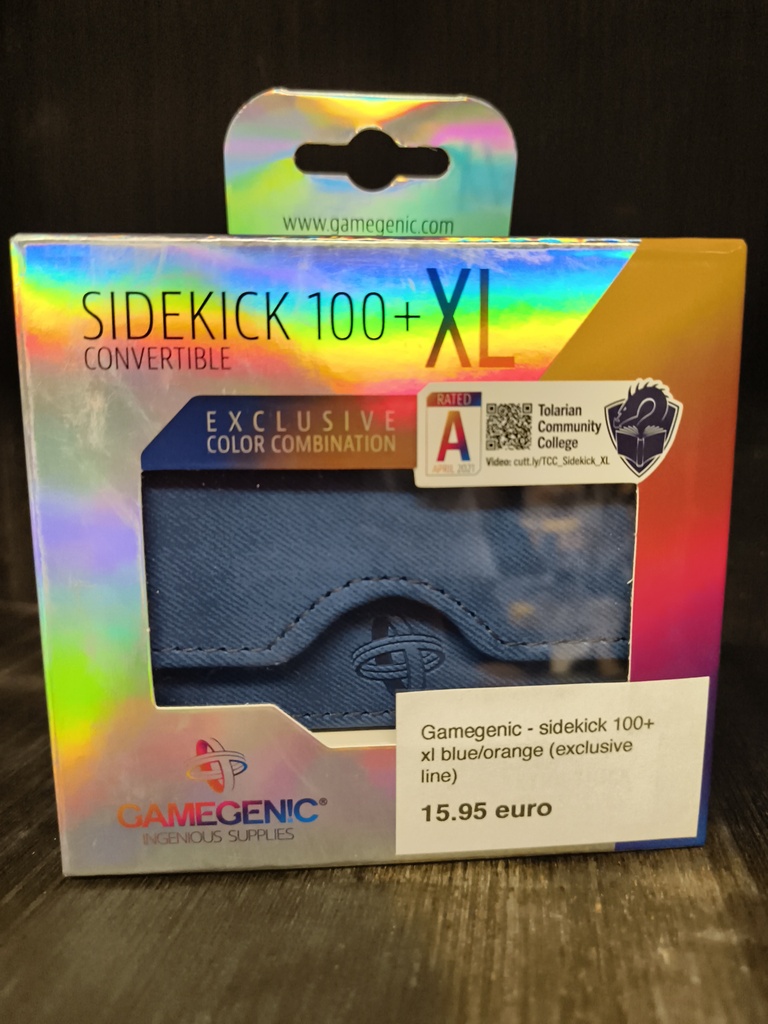 www.gamegenic.com
SIDEKICK 100+ XL
CONVERTIBLE
EXCLUSIVE
COLOR COMBINATION
RATED
A
APRIL 2021
Tolarian
Community
College
Video: cutt.ly/TCC_Sidekick_XL
Gamegenic - sidekick 100+
xl blue/orange (exclusive
line)
15.95 euro
GAMEGEN!C®
INGENIOUS SUPPLIES